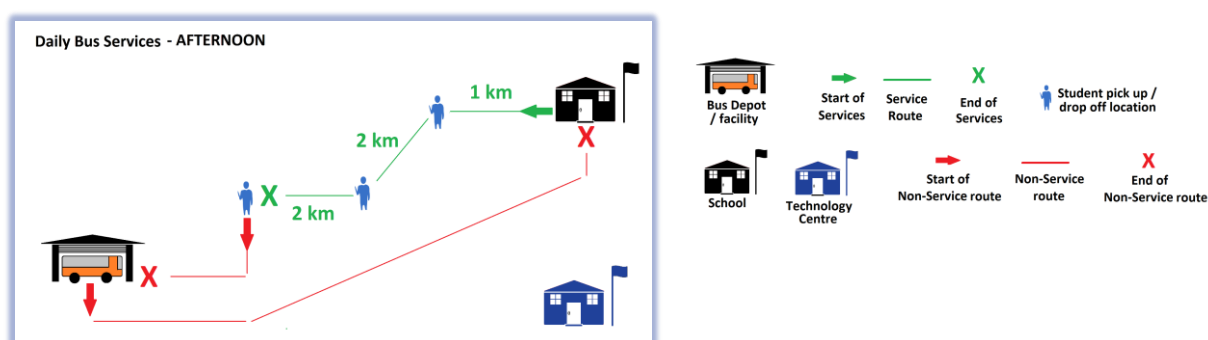 Daily Bus Services - AFTERNOON
1 km
2 km
X
X
2 km
X
Bus Depot
/ facility
Start of
Services
Service
Route
X
End of
Services
Student pick up /
drop off location
School
Technology
Centre
Start of
Non-Service route
Non-Service
route
X
End of
Non-Service route